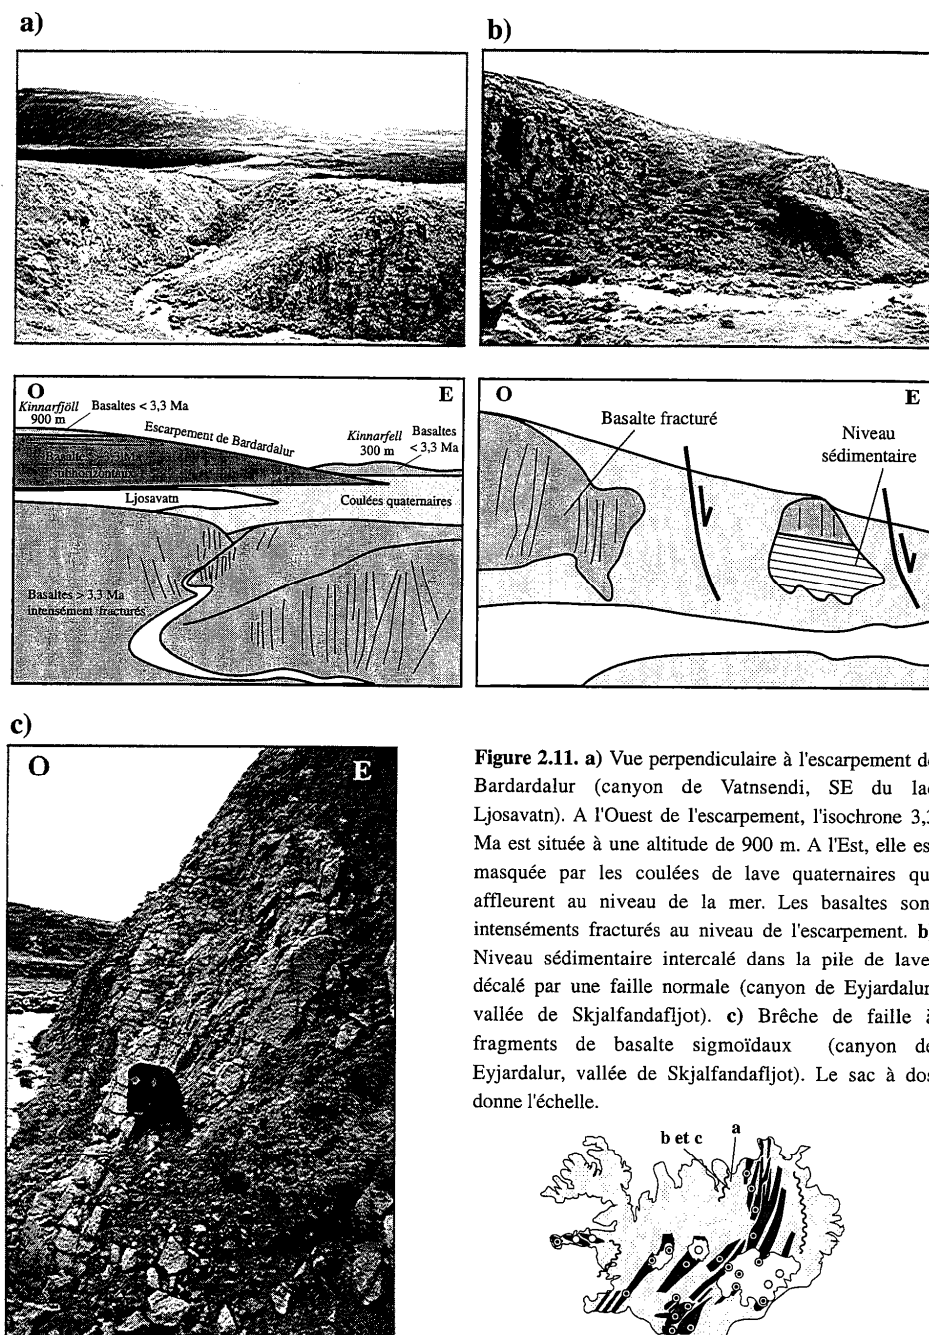 a)
b)
O
E
Kinnarfjöll
900 m
Basaltes < 3,3 Ma
Escarpement de Bardardalur
Kinnarfell
300 m
Basaltes
< 3,3 Ma
subhorizontaux
Ljosavatn
Coulées quaternaires
Basaltes > 3,3 Ma
intensément fracturés
O
E
Basalte fracturé
Niveau
sédimentaire
c)
O
E
Figure 2.11. a) Vue perpendiculaire à l'escarpement de
Bardardalur (canyon de Vatnsendi, SE du lac
Ljosavatn). A l'Ouest de l'escarpement, l'isochrone 3,3
Ma est située à une altitude de 900 m. A l'Est, elle es
masquée par les coulées de lave quaternaires qu
affleurent au niveau de la mer. Les basaltes son
intenséments fracturés au niveau de l'escarpement. b)
Niveau sédimentaire intercalé dans la pile de lave
décalé par une faille normale (canyon de Eyjardalur
vallée de Skjalfandafljot). c) Brêche de faille à
fragments de basalte sigmoïdaux (canyon de
Eyjardalur, vallée de Skjalfandafljot). Le sac à dos
donne l'échelle.
b et c
a